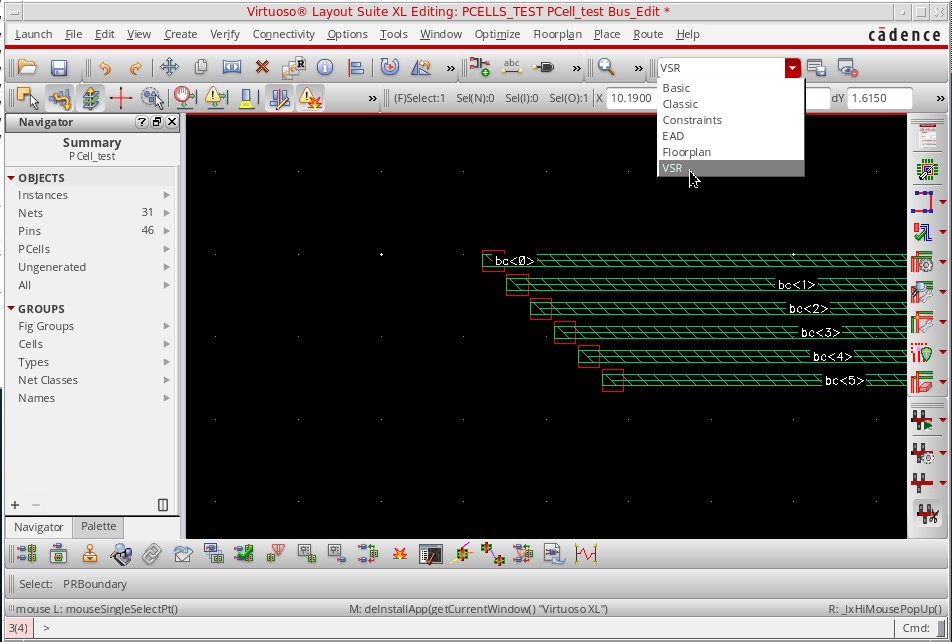 Virtuoso® Layout Suite XL Editing: PCELLS_TEST PCell_test Bus_Edit *
Launch File Edit View Create Verify Connectivity Options Tools Window Optimize Floorplan Place Route Help
cādence
abc
VSR
»
(F)Select:1 Sel(N):0 Sel(I):0 Sel(O):1 X 10.1900
dY 1.6150
Basic
Classic
Constraints
EAD
Floorplan
VSR
Navigator
Summary
PCell_test
OBJECTS
Instances
Nets 31
Pins 46
PCells
Ungenerated
All
GROUPS
Fig Groups
Cells
Types
Net Classes
Names
bc<0>
bc<1>
bc<2>
bc<3>
bc<4>
bc<5>
Navigator Palette
Select: PRBoundary
mouse L: mouseSingleSelectPt() M: deInstallApp(getCurrentWindow() "Virtuoso XL") R: _lxHiMousePopUp()
3(4) > Cmd: